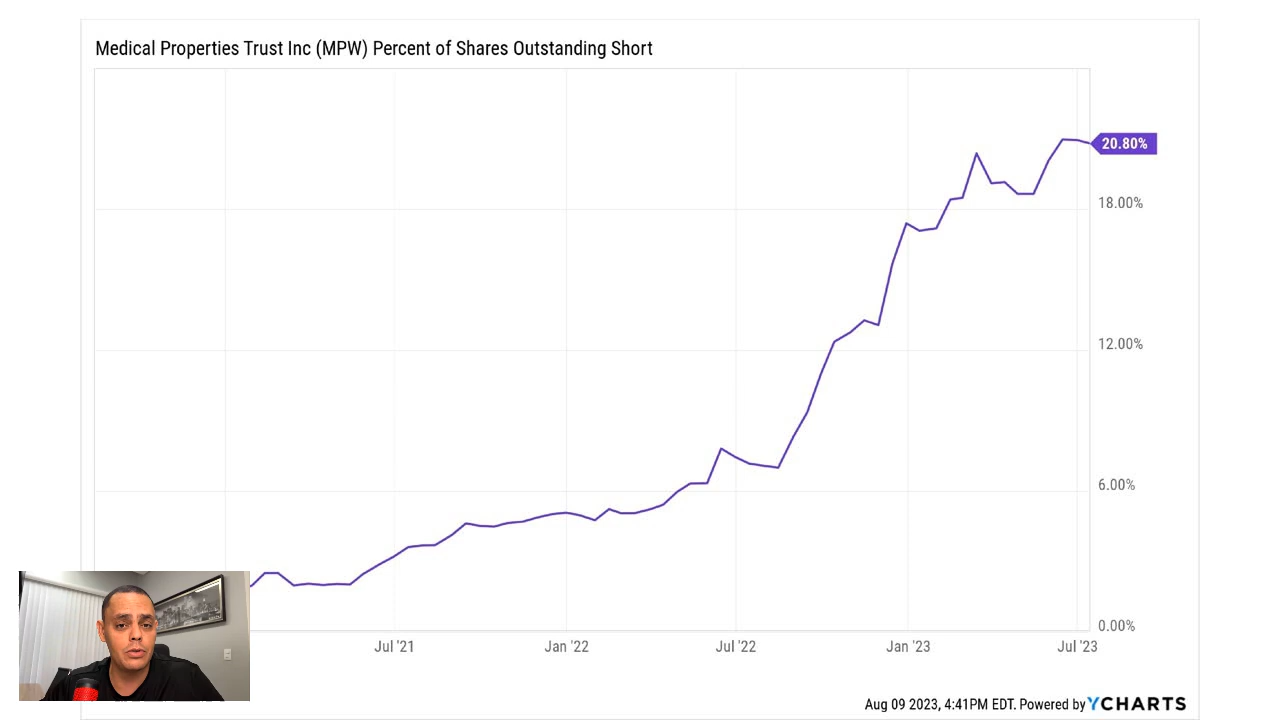 Medical Properties Trust Inc (MPW) Percent of Shares Outstanding Short
20.80%
18.00%
12.00%
6.00%
0.00%
Jul '21 Jan '22 Jul '22 Jan '23 Jul '23
Aug 09 2023, 4:41PM EDT. Powered by YCHARTS